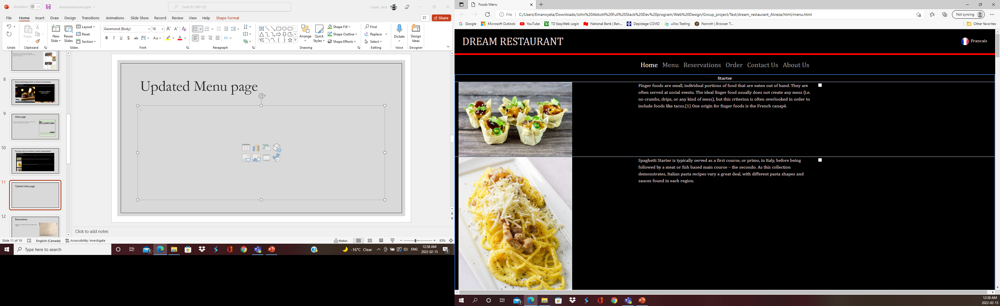 AutoSave
Off
dreamrestaurant.pptx
Search (Alt+Q)
Lopes, Jack
File
Home
Insert
Draw
Design
Transitions
Animations
Slide Show
Record
Review
View
Help
Shape Format
Share
Paste
New
Slide
Reuse
Slides
Layout
Reset
Section
Garamond (Body)
18
B I U S ab AV Aa A
Arrange
Quick
Styles
Shape Fill
Shape Outline
Shape Effects
Find
Replace
Select
Dictate
Design
Ideas
Undo
Clipboard
Slides
Font
Paragraph
Drawing
Editing
Voice
Designer
8
9
Menu page
10
11
Updated Menu page
12
Reservations
Updated Menu page
Click to add notes
Slide 11 of 19
English (Canada)
Accessibility: Investigate
Notes
83%
Type here to search
1
-16°C Clear
ENG
12:38 AM
2022-02-15
5
Foods Menu
File
C:/Users/Emanoyela/Downloads/John%20Abbott%20Full%20Stack%20Dev%20program/Web%20Design/Group_project/Test/dream_restaurant_Alireza/html/menu.html
Not syncing
Google
Microsoft Outlook
YouTube
TD EasyWeb Login
National Bank | Ban...
Depistage COVID
uVox Testing
Norroth | Browser T...
Other favorites
DREAM RESTAURANT
Francais
Home Menu Reservations Order Contact Us About Us
Starter
Finger foods are small, individual portions of food that are eaten out of hand. They are
often served at social events. The ideal finger food usually does not create any mess (i.e.
no crumbs, drips, or any kind of mess), but this criterion is often overlooked in order to
include foods like tacos.[1] One origin for finger foods is the French canapé.
Spaghetti Starter is typically served as a first course, or primo, in Italy, before being
followed by a meat or fish based main course – the secondo. As this collection
demonstrates, Italian pasta recipes vary a great deal, with different pasta shapes and
sauces found in each region.
1
12:38 AM
2022-02-15